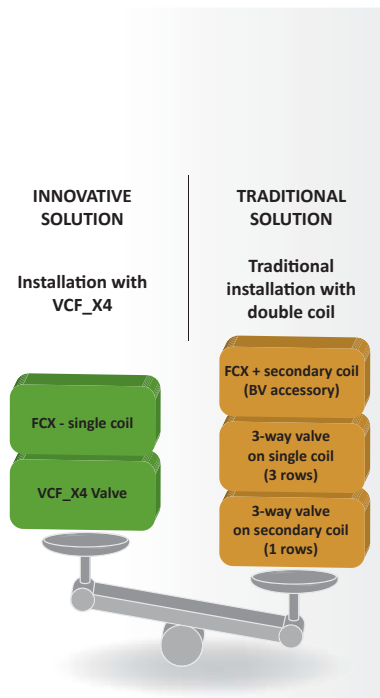 INNOVATIVE
SOLUTION
Installation with
VCF_X4
TRADITIONAL
SOLUTION
Traditional
installation with
double coil
FCX - single coil
VCF_X4 Valve
FCX + secondary coil
(BV accessory)
3-way valve
on single coil
(3 rows)
3-way valve
on secondary coil
(1 rows)